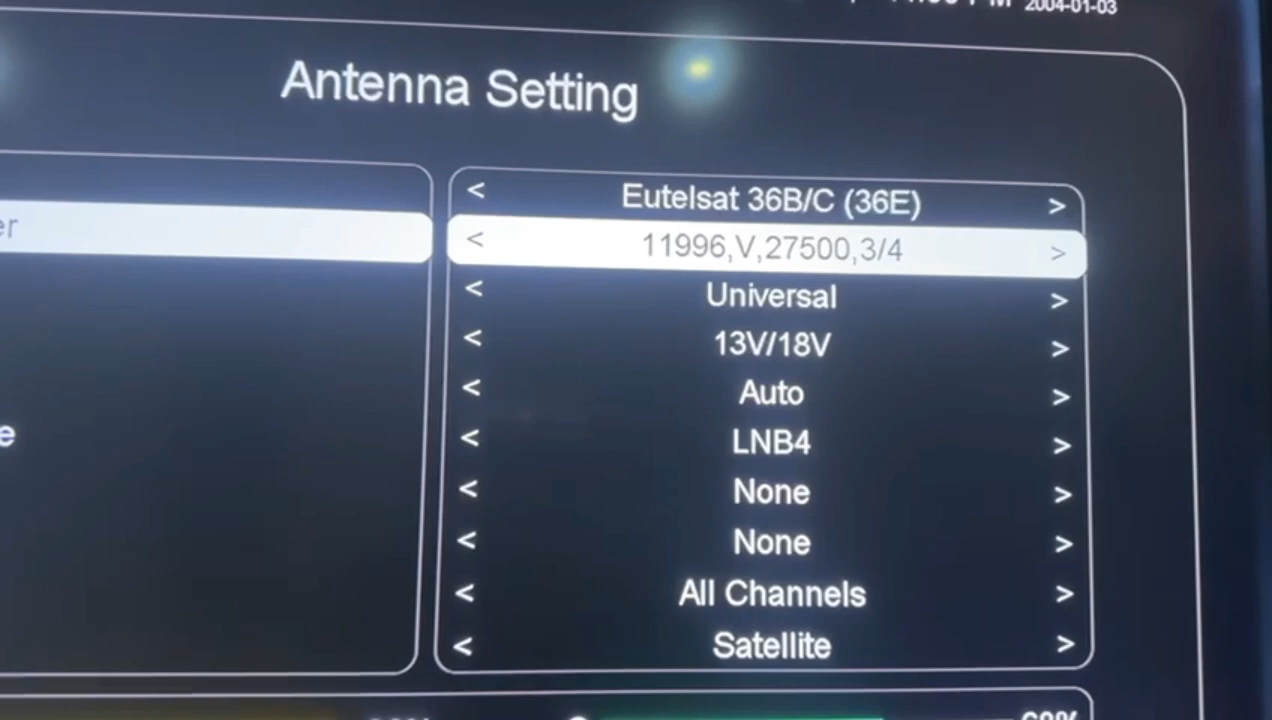 2004-01-03
Antenna Setting
< Eutelsat 36B/C (36E) >
er < 11996,V,27500,3/4 >
< Universal >
< 13V/18V >
< Auto >
e < LNB4 >
< None >
< None >
< All Channels >
< Satellite >